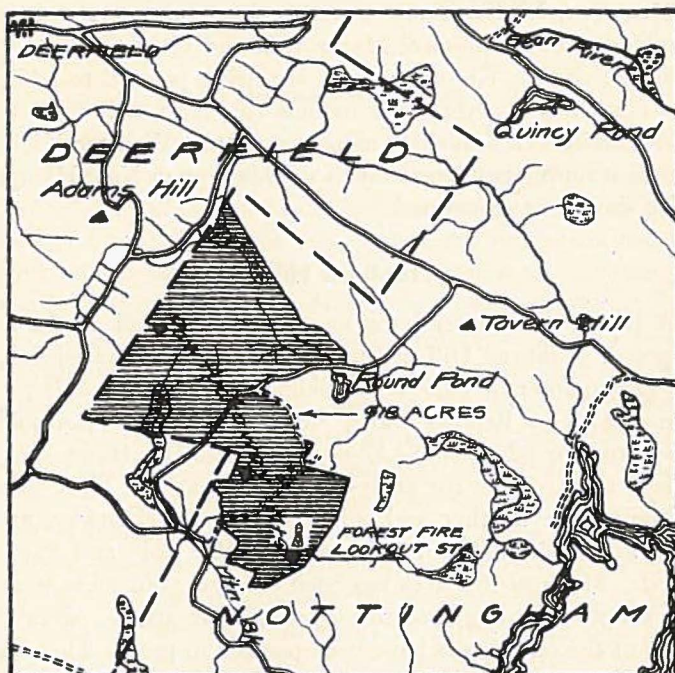 DEERFIELD
Bean River
Quincy Pond
DEERFIELD
Adams Hill
Tavern Hill
Round Pond
918 ACRES
FOREST FIRE
LOOKOUT STA.
NOTTINGHAM